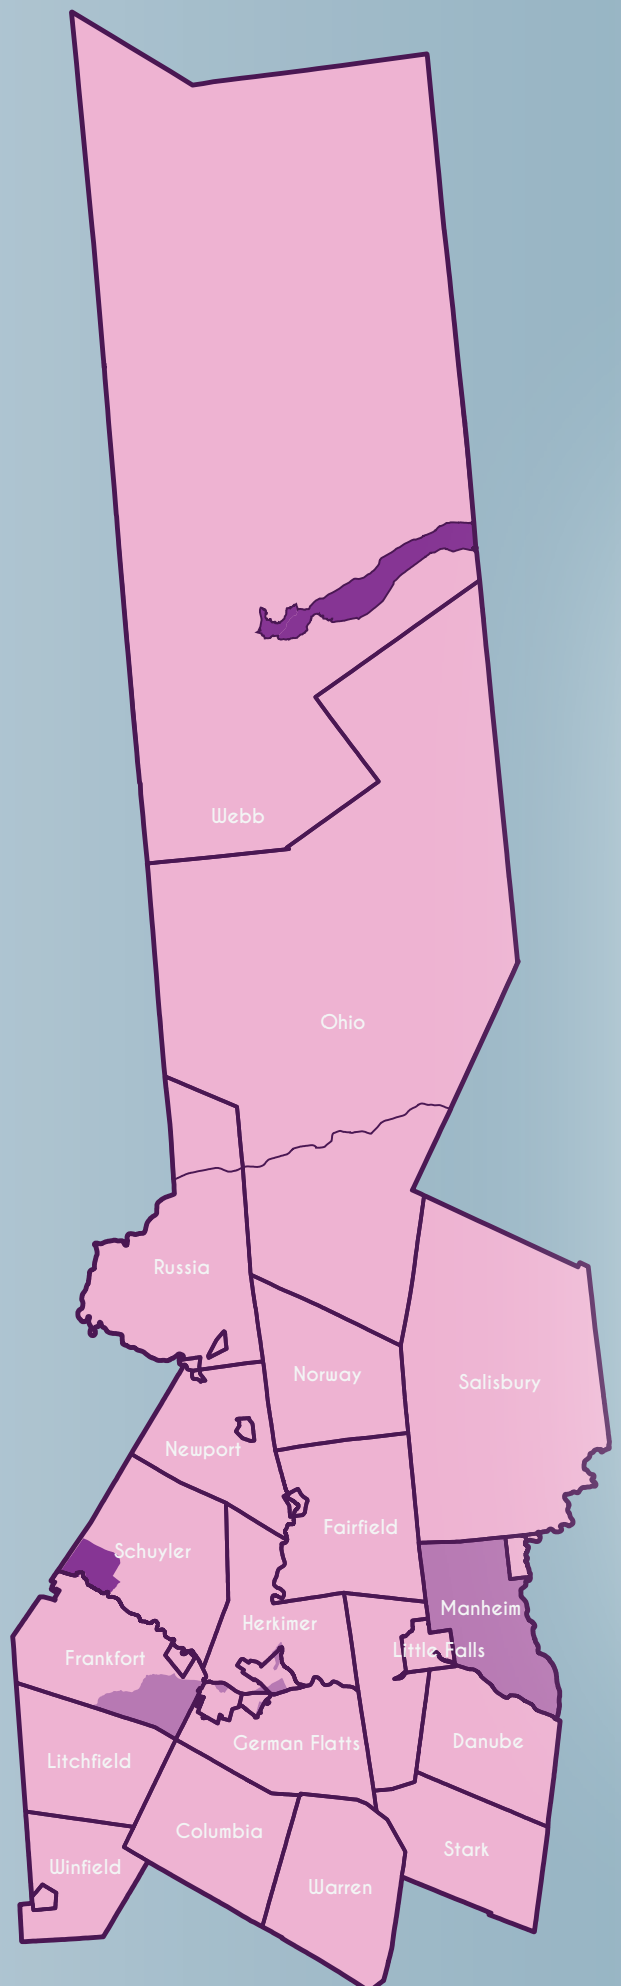 Webb
Ohio
Russia
Norway
Salisbury
Newport
Fairfield
Schuyler
Manheim
Herkimer
Little Falls
Frankfort
German Flatts
Danube
Litchfield
Columbia
Stark
Winfield
Warren